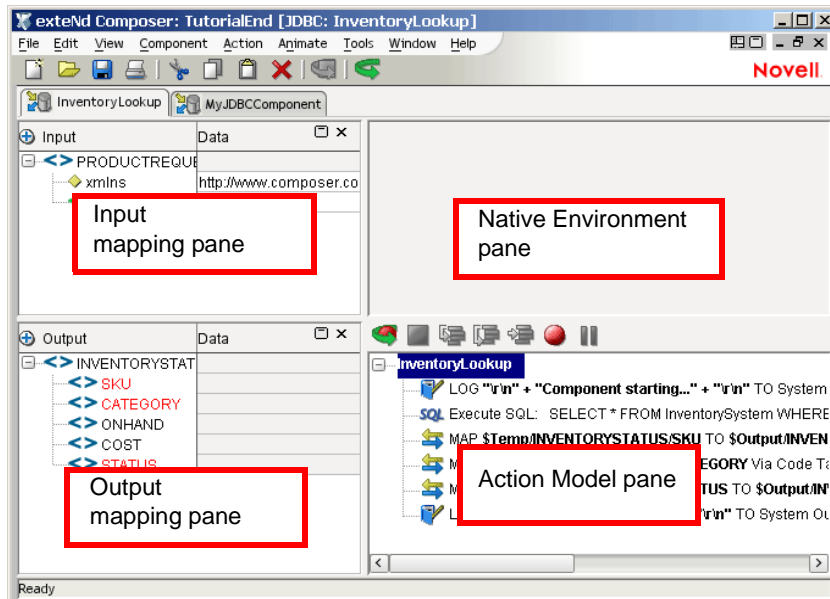 exteNd Composer: TutorialEnd [JDBC: InventoryLookup]
File Edit View Component Action Animate Tools Window Help
Novell
InventoryLookup MyJDBCComponent
Input Data
PRODUCTREQUE
xmlns http://www.composer.co
Input
mapping pane
Native Environment
pane
Output Data
INVENTORYSTAT
SKU
CATEGORY
ONHAND
COST
STATUS
Output
mapping pane
InventoryLookup
LOG "\r\n" + "Component starting..." + "\r\n" TO System
SQL Execute SQL: SELECT * FROM InventorySystem WHERE
MAP $Temp/INVENTORYSTATUS/SKU TO $Output/INVEN
M EGORY Via Code Ta
M TUS TO $Output/IN
L \r\n" TO System Ou
Action Model pane
Ready